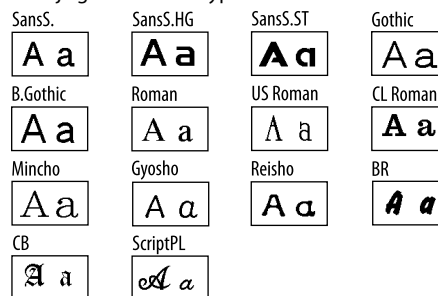 SansS. SansS.HG SansS.ST Gothic
A a A a A a A a
B.Gothic Roman US Roman CL Roman
A a A a A a A a
Mincho Gyosho Reisho BR
A a A a A a A a
CB ScriptPL
A a A a